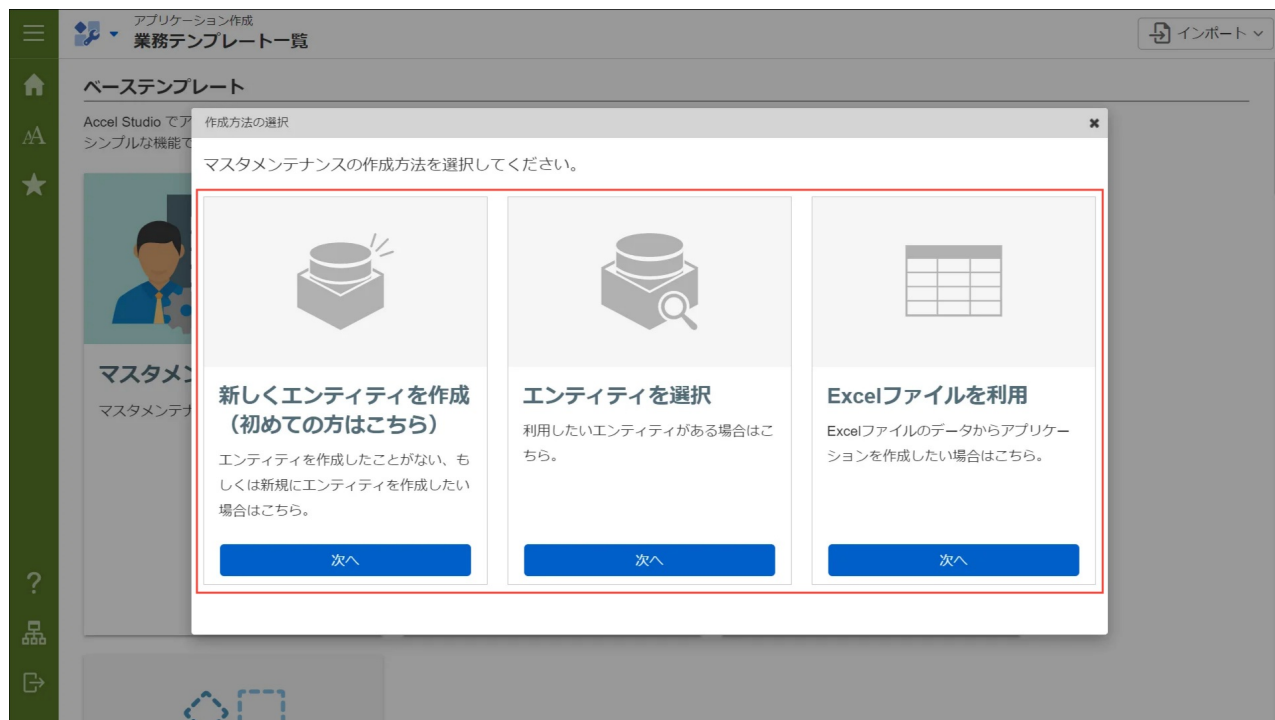 アプリケーション作成
業務テンプレート一覧
インポート
ベーステンプレート
Accel Studio でア
シンプルな機能で
作成方法の選択
マスタメンテナンスの作成方法を選択してください。
マスタメン
マスタメンテナ
新しくエンティティを作成
（初めての方はこちら）
エンティティを作成したことがない、も
しくは新規にエンティティを作成したい
場合はこちら。
次へ
エンティティを選択
利用したいエンティティがある場合はこ
ちら。
次へ
Excelファイルを利用
Excelファイルのデータからアプリケー
ションを作成したい場合はこちら。
次へ